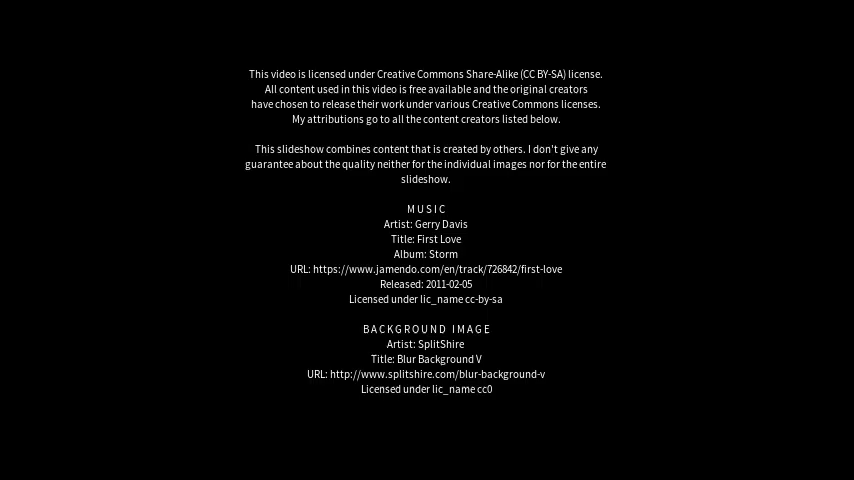 This video is licensed under Creative Commons Share-Alike (CC BY-SA) license.
All content used in this video is free available and the original creators
have chosen to release their work under various Creative Commons licenses.
My attributions go to all the content creators listed below.
This slideshow combines content that is created by others. I don't give any
guarantee about the quality neither for the individual images nor for the entire
slideshow.
MUSIC
Artist: Gerry Davis
Title: First Love
Album: Storm
URL: https://www.jamendo.com/en/track/726842/first-love
Released: 2011-02-05
Licensed under lic_name cc-by-sa
BACKGROUND IMAGE
Artist: SplitShire
Title: Blur Background V
URL: http://www.splitshire.com/blur-background-v
Licensed under lic_name cc0